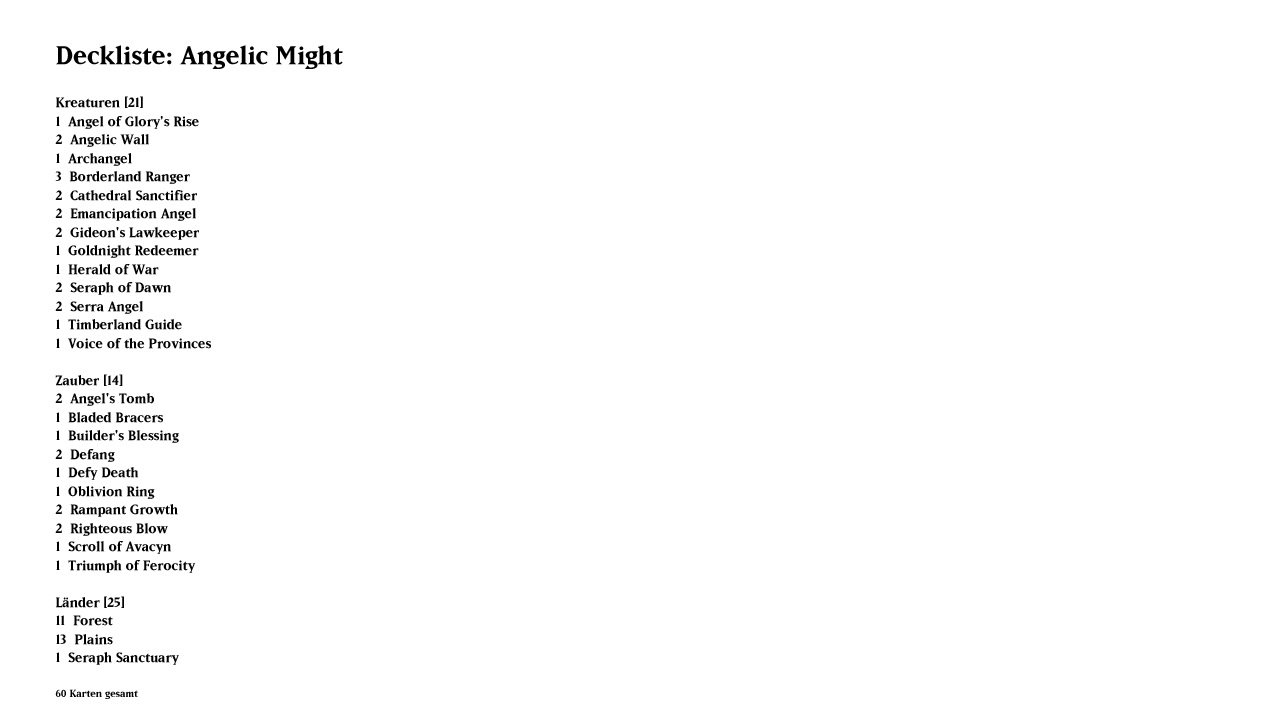 Deckliste: Angelic Might
Kreaturen [21]
1 Angel of Glory's Rise
2 Angelic Wall
1 Archangel
3 Borderland Ranger
2 Cathedral Sanctifier
2 Emancipation Angel
2 Gideon's Lawkeeper
1 Goldnight Redeemer
1 Herald of War
2 Seraph of Dawn
2 Serra Angel
1 Timberland Guide
1 Voice of the Provinces
Zauber [14]
2 Angel's Tomb
1 Bladed Bracers
1 Builder's Blessing
2 Defang
1 Defy Death
1 Oblivion Ring
2 Rampant Growth
2 Righteous Blow
1 Scroll of Avacyn
1 Triumph of Ferocity
Länder [25]
11 Forest
13 Plains
1 Seraph Sanctuary
60 Karten gesamt